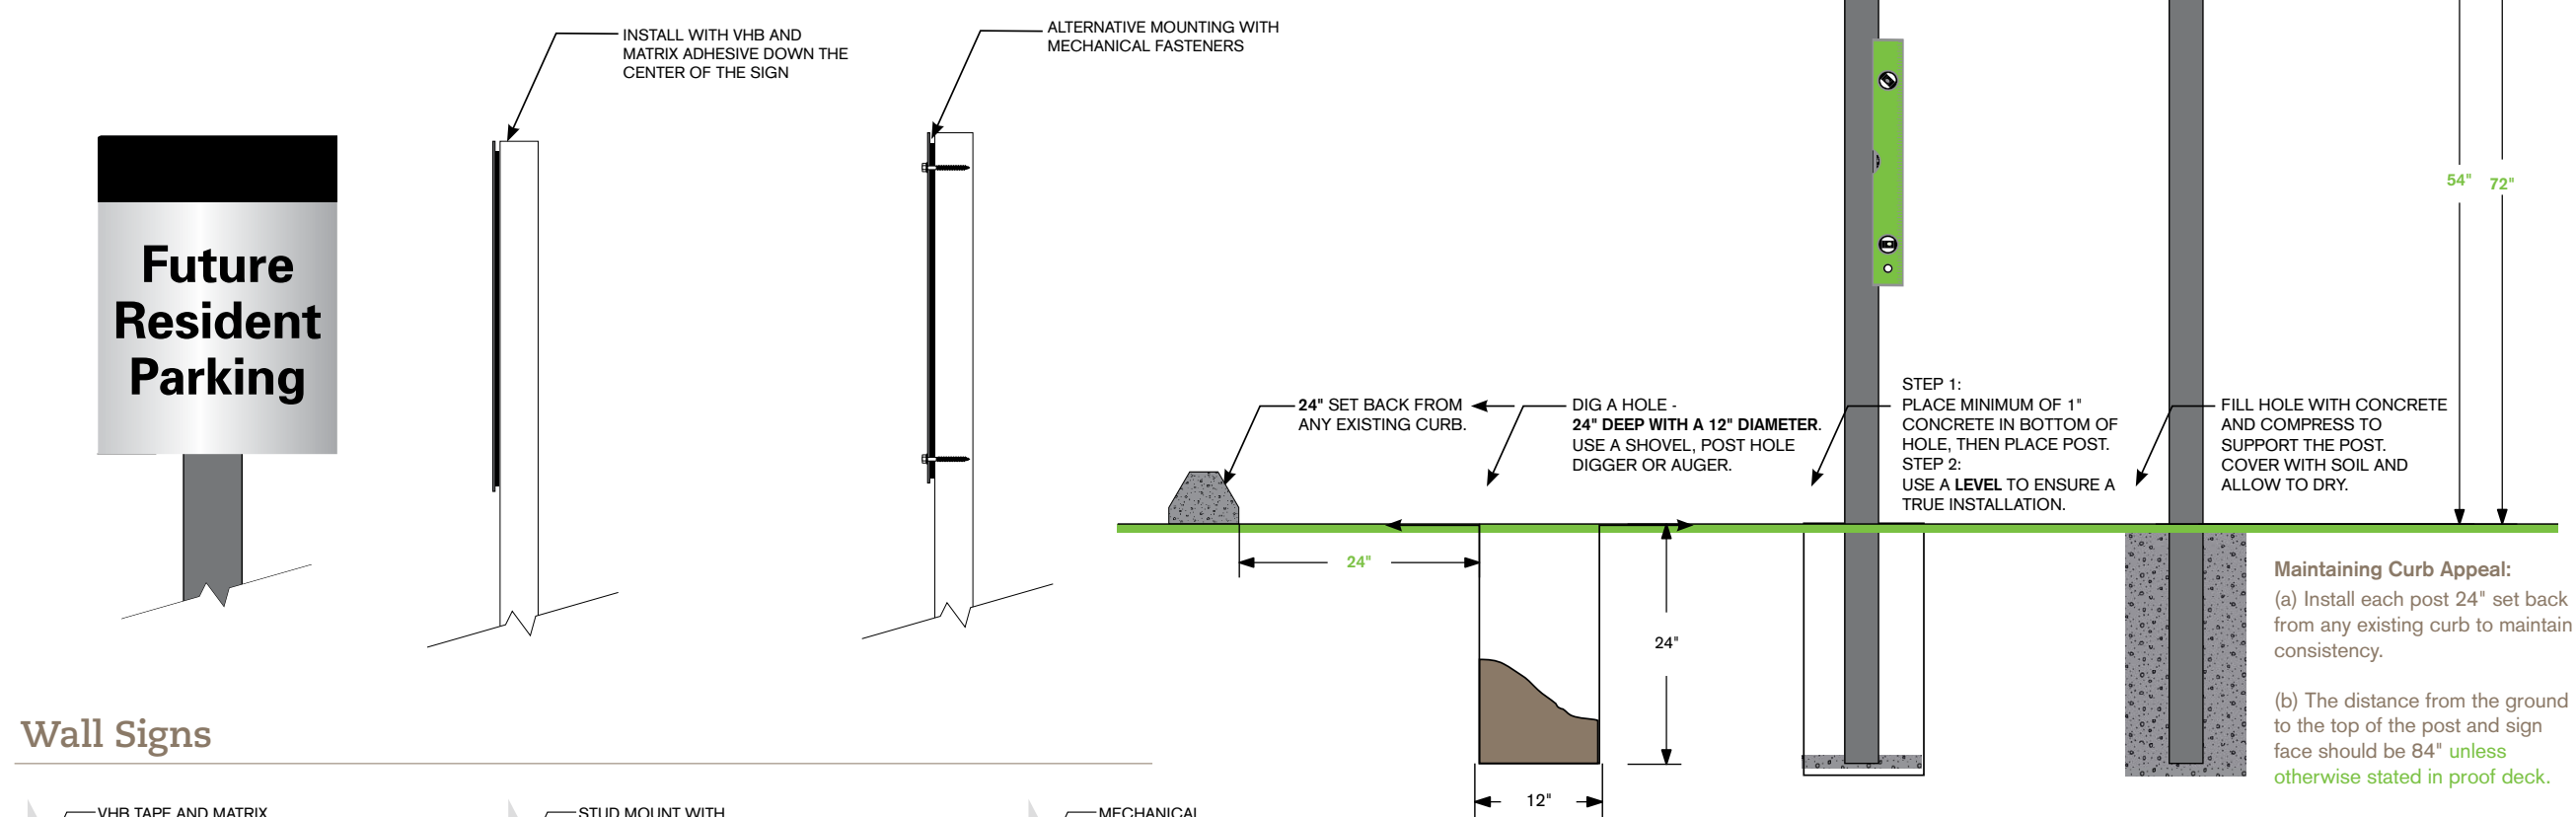 INSTALL WITH VHB AND
MATRIX ADHESIVE DOWN THE
CENTER OF THE SIGN
ALTERNATIVE MOUNTING WITH
MECHANICAL FASTENERS
Future
Resident
Parking
54"
72"
24" SET BACK FROM
ANY EXISTING CURB.
DIG A HOLE -
24" DEEP WITH A 12" DIAMETER.
USE A SHOVEL, POST HOLE
DIGGER OR AUGER.
STEP 1:
PLACE MINIMUM OF 1"
CONCRETE IN BOTTOM OF
HOLE, THEN PLACE POST.
STEP 2:
USE A LEVEL TO ENSURE A
TRUE INSTALLATION.
FILL HOLE WITH CONCRETE
AND COMPRESS TO
SUPPORT THE POST.
COVER WITH SOIL AND
ALLOW TO DRY.
24"
24"
12"
Maintaining Curb Appeal:
(a) Install each post 24" set back
from any existing curb to maintain
consistency.
(b) The distance from the ground
to the top of the post and sign
face should be 84" unless
otherwise stated in proof deck.
Wall Signs
VHB TAPE AND MATRIX
STUD MOUNT WITH
MECHANICAL